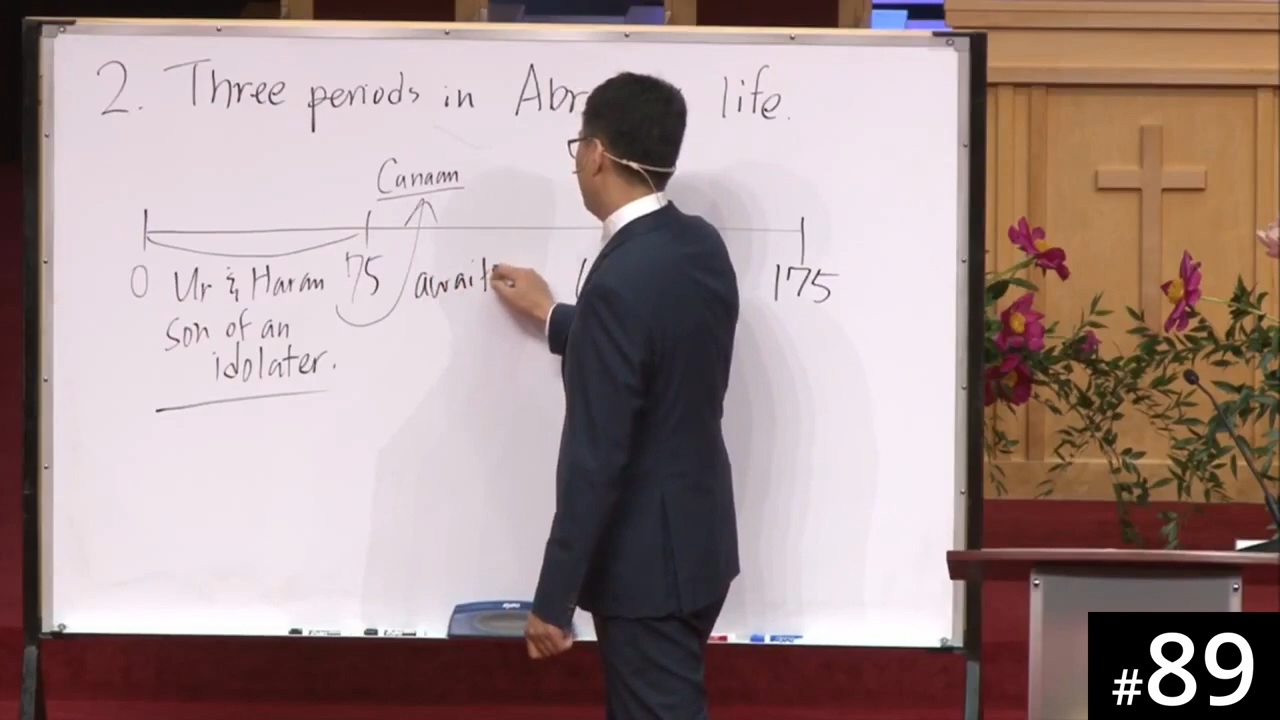 2. Three periods in Abr life.
Canaan
0 Ur & Haran 75 await 175
son of an
idolater.
#89